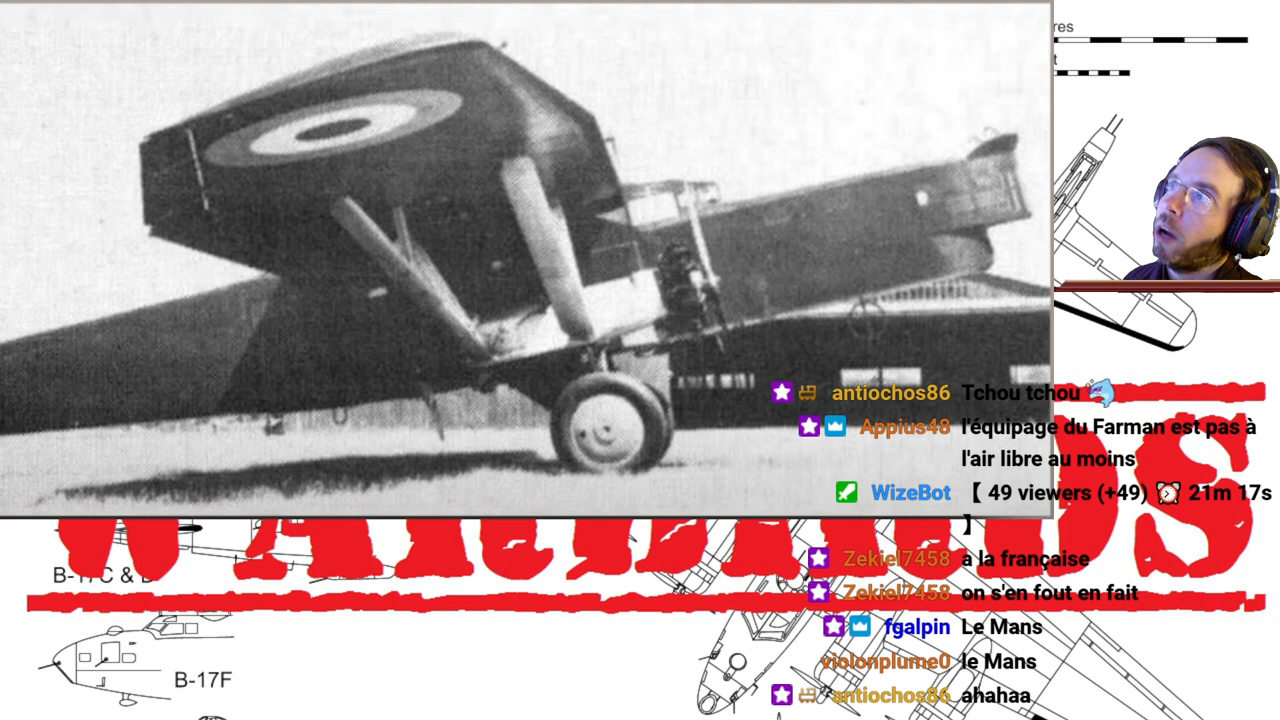 res
t
antiochos86 Tchou tchou
Appius48 l'équipage du Farman est pas à
l'air libre au moins
WizeBot 【 49 viewers (+49) ⏰ 21m 17s
】
Zekiel7458 a la française
Zekiel7458 on s'en fout en fait
fgalpin Le Mans
violonplume0 le Mans
antiochos86 ahahaa
B-17F